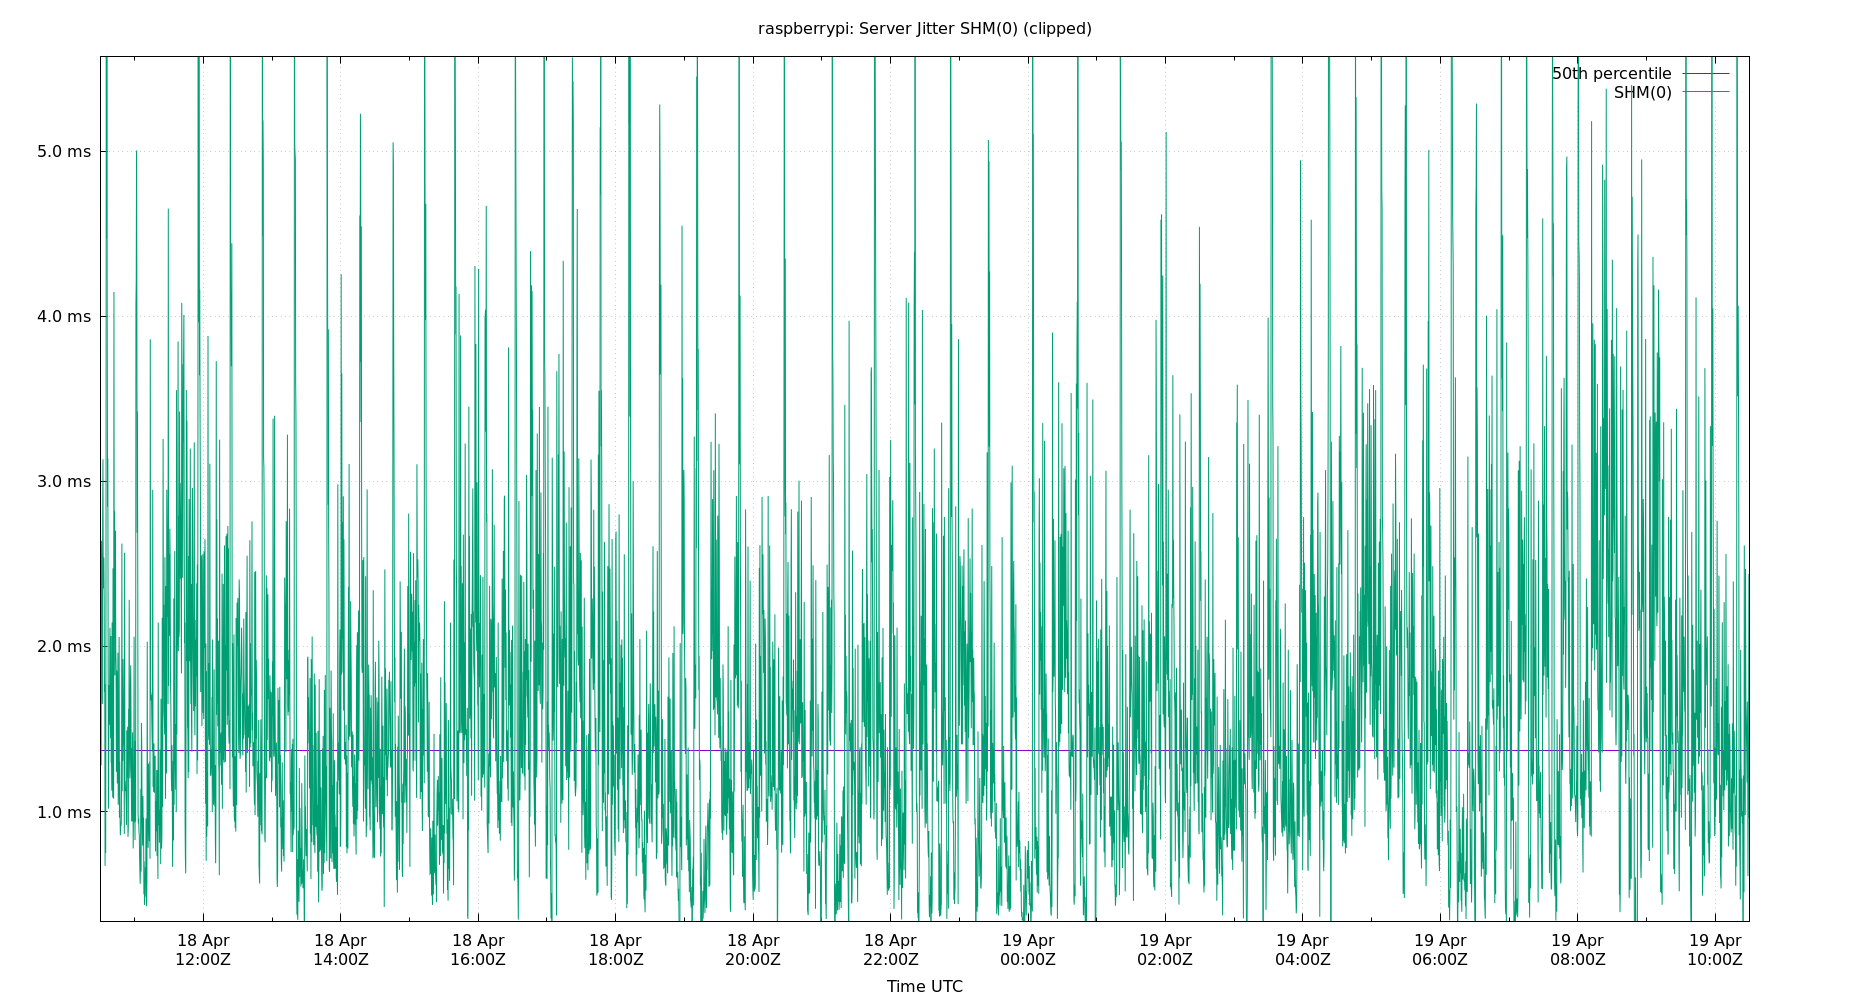 raspberrypi: Server Jitter SHM(0) (clipped)
50th percentile
SHM(0)
5.0 ms
4.0 ms
3.0 ms
2.0 ms
1.0 ms
18 Apr 18 Apr 18 Apr 18 Apr 18 Apr 18 Apr 19 Apr 19 Apr 19 Apr 19 Apr 19 Apr 19 Apr
12:00Z 14:00Z 16:00Z 18:00Z 20:00Z 22:00Z 00:00Z 02:00Z 04:00Z 06:00Z 08:00Z 10:00Z
Time UTC